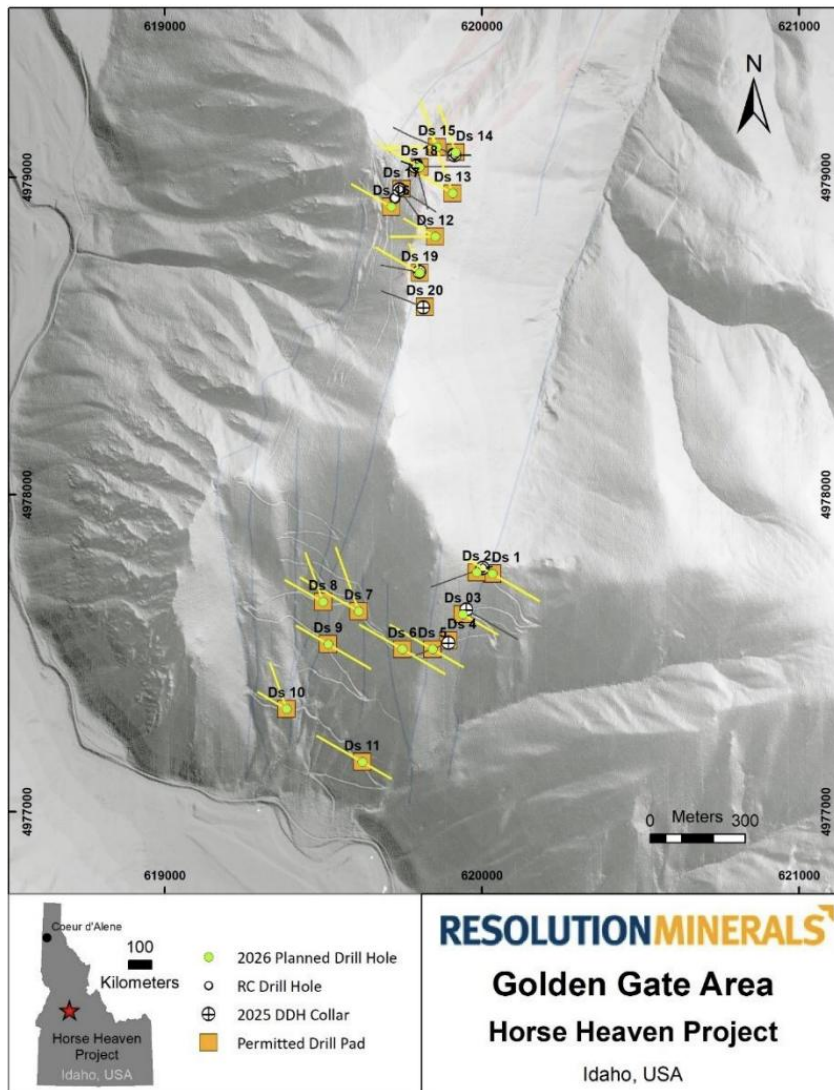 619000
620000
621000
N
Ds 15
Ds 14
Ds 18
4979000
4979000
Ds 17
Ds 13
Ds 16
Ds 12
Ds 19
Ds 20
4978000
4978000
Ds 2
Ds 1
Ds 8
Ds 7
Ds 03
Ds 4
Ds 9
Ds 6
Ds 5
Ds 10
Ds 11
4977000
4977000
0 Meters 300
619000
620000
621000
Coeur d'Alene
100
Kilometers
Horse Heaven
Project
Idaho, USA
2026 Planned Drill Hole
RC Drill Hole
2025 DDH Collar
Permitted Drill Pad
RESOLUTIONMINERALS
Golden Gate Area
Horse Heaven Project
Idaho, USA